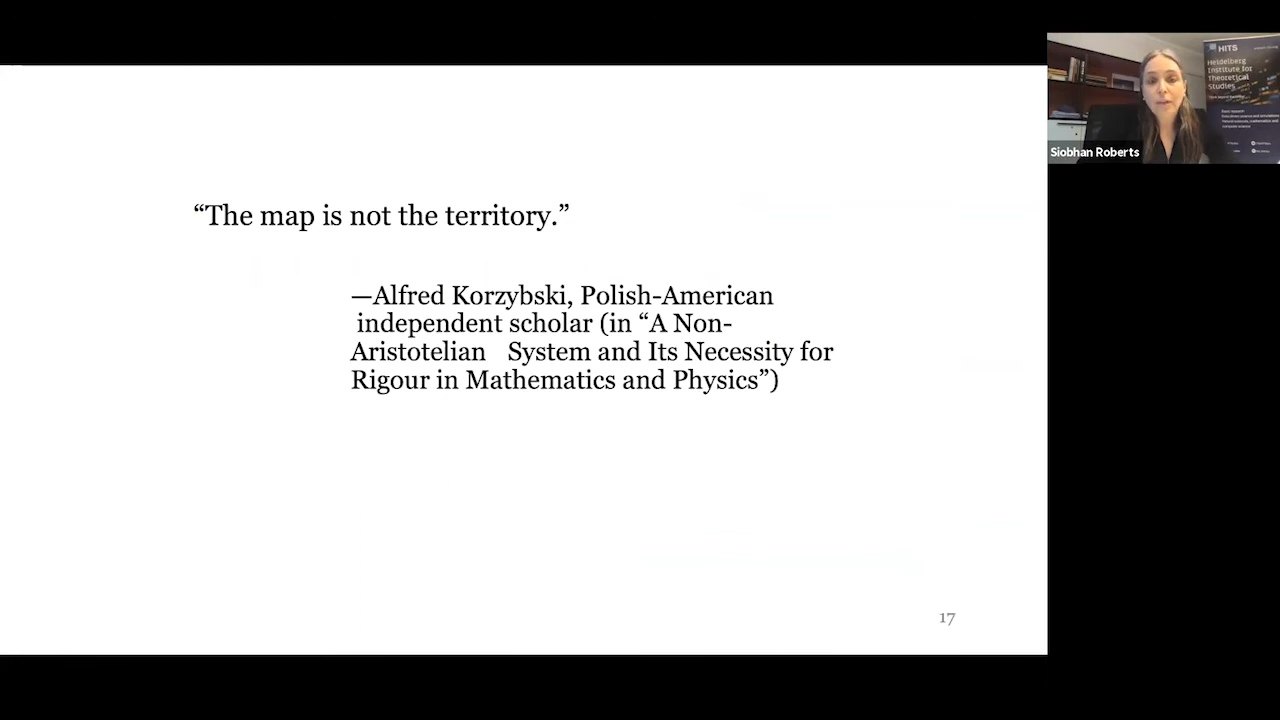 “The map is not the territory.”
—Alfred Korzybski, Polish-American
independent scholar (in “A Non-
Aristotelian System and Its Necessity for
Rigour in Mathematics and Physics”)
17
HITS
Heidelberg
Institute for
Theoretical
Studies
Siobhan Roberts